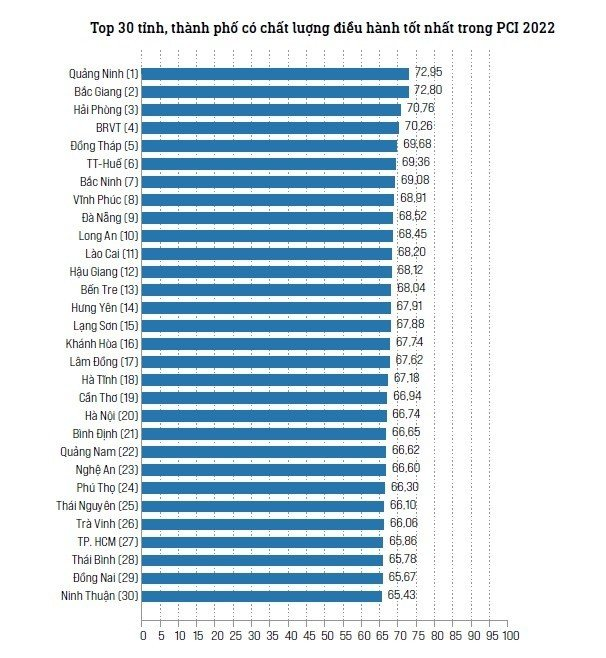 Top 30 tỉnh, thành phố có chất lượng điều hành tốt nhất trong PCI 2022
Quảng Ninh (1) 72,95
Bắc Giang (2) 72,80
Hải Phòng (3) 70,76
BRVT (4) 70,26
Đồng Tháp (5) 69,68
TT-Huế (6) 69,36
Bắc Ninh (7) 69,08
Vĩnh Phúc (8) 68,91
Đà Nẵng (9) 68,52
Long An (10) 68,45
Lào Cai (11) 68,20
Hậu Giang (12) 68,12
Bến Tre (13) 68,04
Hưng Yên (14) 67,91
Lạng Sơn (15) 67,88
Khánh Hòa (16) 67,74
Lâm Đồng (17) 67,62
Hà Tĩnh (18) 67,18
Cần Thơ (19) 66,94
Hà Nội (20) 66,74
Bình Định (21) 66,65
Quảng Nam (22) 66,62
Nghệ An (23) 66,60
Phú Thọ (24) 66,30
Thái Nguyên (25) 66,10
Trà Vinh (26) 66,06
TP. HCM (27) 65,86
Thái Bình (28) 65,78
Đồng Nai (29) 65,67
Ninh Thuận (30) 65,43
0 5 10 15 20 25 30 35 40 45 50 55 60 65 70 75 80 85 90 95 100